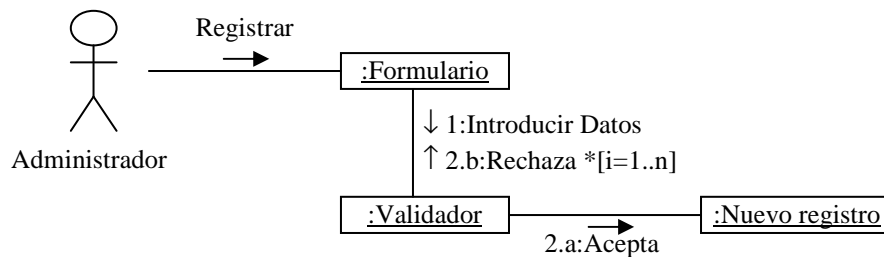 Registrar
:Formulario
↓ 1:Introducir Datos
↑ 2.b:Rechaza *[i=1..n]
Administrador
:Validador
:Nuevo registro
2.a:Acepta